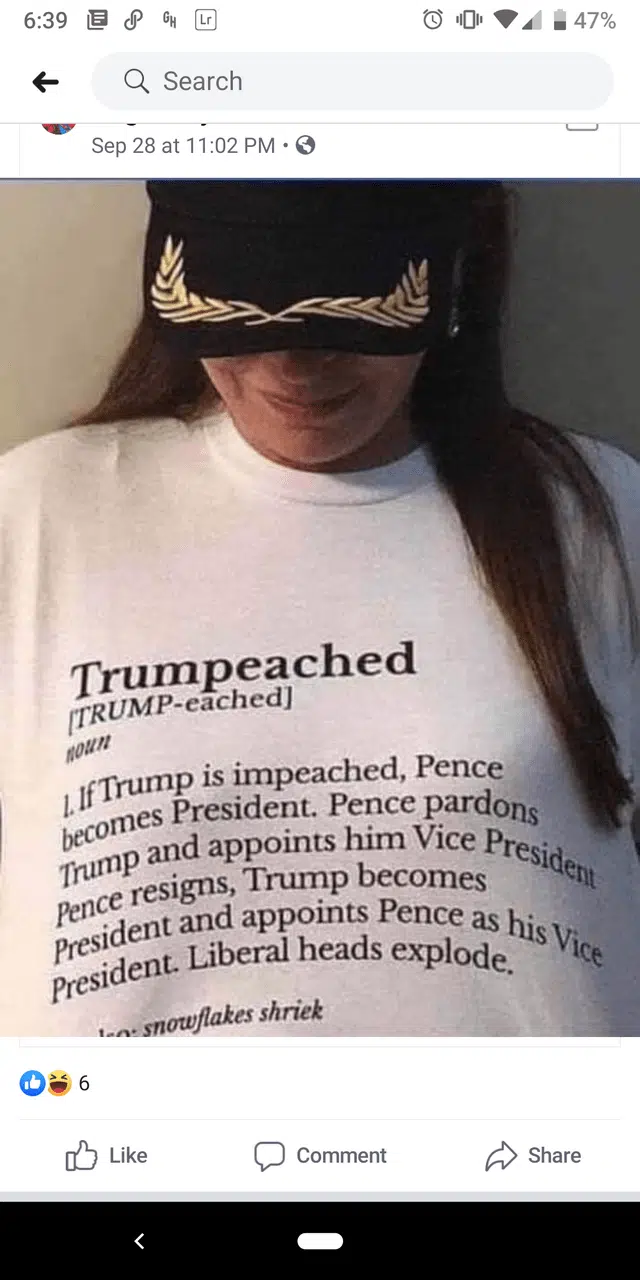 6:39
GH
Lr
47%
Search
Sep 28 at 11:02 PM •
Trumpeached
[TRUMP-eached]
noun
1. If Trump is impeached, Pence
becomes President. Pence pardons
Trump and appoints him Vice President
Pence resigns, Trump becomes
President and appoints Pence as his Vice
President. Liberal heads explode.
snowflakes shriek
6
Like
Comment
Share